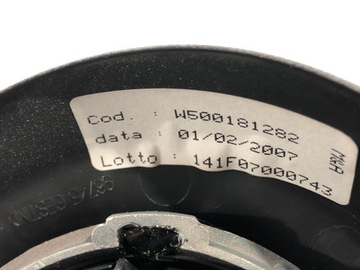 Cod. : W500181282
data : 01/02/2007
Lotto : 141F07000743